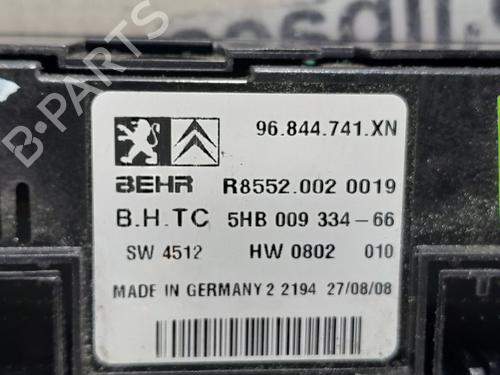 B-PARTS
96.844.741.XN
BEHR R8552.002 0019
B.H.TC 5HB 009 334-66
SW 4512 HW 0802 010
MADE IN GERMANY 2 2194 27/08/08